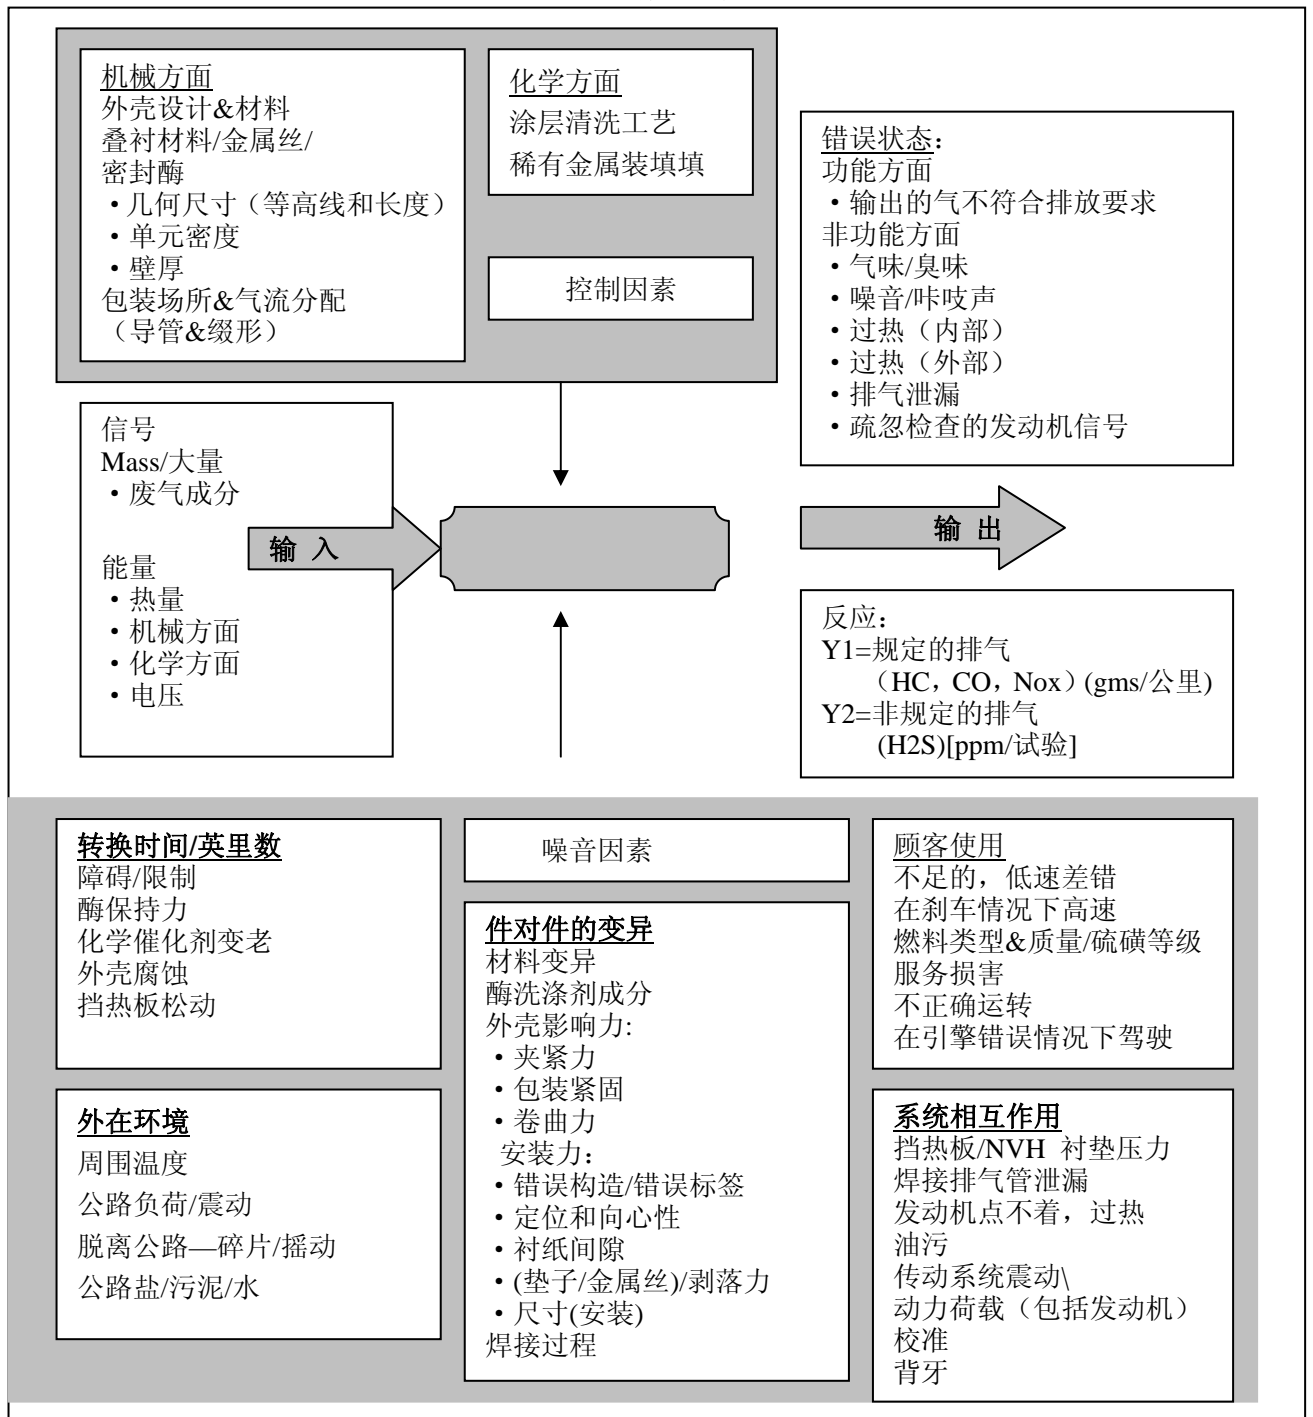 机械方面
外壳设计&材料
叠衬材料/金属丝/
密封酶
·几何尺寸（等高线和长度）
·单元密度
·壁厚
包装场所&气流分配
（导管&缀形）
化学方面
涂层清洗工艺
稀有金属装填填
控制因素
错误状态：
功能方面
·输出的气不符合排放要求
非功能方面
·气味/臭味
·噪音/咔吱声
·过热（内部）
·过热（外部）
·排气泄漏
·疏忽检查的发动机信号
信号
Mass/大量
·废气成分
能量
·热量
·机械方面
·化学方面
·电压
输 入
输 出
反应：
Y1=规定的排气
（HC，CO，Nox）(gms/公里)
Y2=非规定的排气
(H2S)[ppm/试验]
转换时间/英里数
障碍/限制
酶保持力
化学催化剂变老
外壳腐蚀
挡热板松动
外在环境
周围温度
公路负荷/震动
脱离公路—碎片/摇动
公路盐/污泥/水
噪音因素
件对件的变异
材料变异
酶洗涤剂成分
外壳影响力:
·夹紧力
·包装紧固
·卷曲力
安装力：
·错误构造/错误标签
·定位和向心性
·衬纸间隙
·(垫子/金属丝)/剥落力
·尺寸(安装)
焊接过程
顾客使用
不足的，低速差错
在刹车情况下高速
燃料类型&质量/硫磺等级
服务损害
不正确运转
在引擎错误情况下驾驶
系统相互作用
挡热板/NVH 衬垫压力
焊接排气管泄漏
发动机点不着，过热
油污
传动系统震动\
动力荷载（包括发动机）
校准
背牙